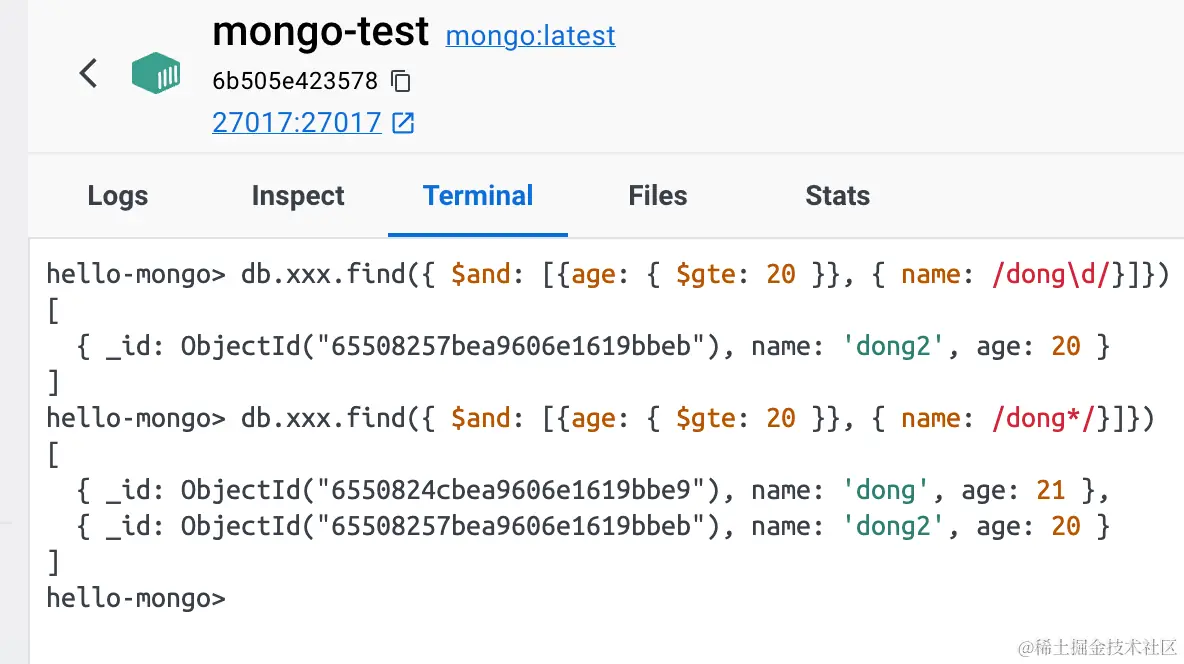 mongo-test mongo:latest
6b505e423578
27017:27017
Logs Inspect Terminal Files Stats
hello-mongo> db.xxx.find({ $and: [{age: { $gte: 20 }}, { name: /dong\d/}]})
[
  { _id: ObjectId("65508257bea9606e1619bbeb"), name: 'dong2', age: 20 }
]
hello-mongo> db.xxx.find({ $and: [{age: { $gte: 20 }}, { name: /dong*/}]})
[
  { _id: ObjectId("6550824cbea9606e1619bbe9"), name: 'dong', age: 21 },
  { _id: ObjectId("65508257bea9606e1619bbeb"), name: 'dong2', age: 20 }
]
hello-mongo>
@稀土掘金技术社区